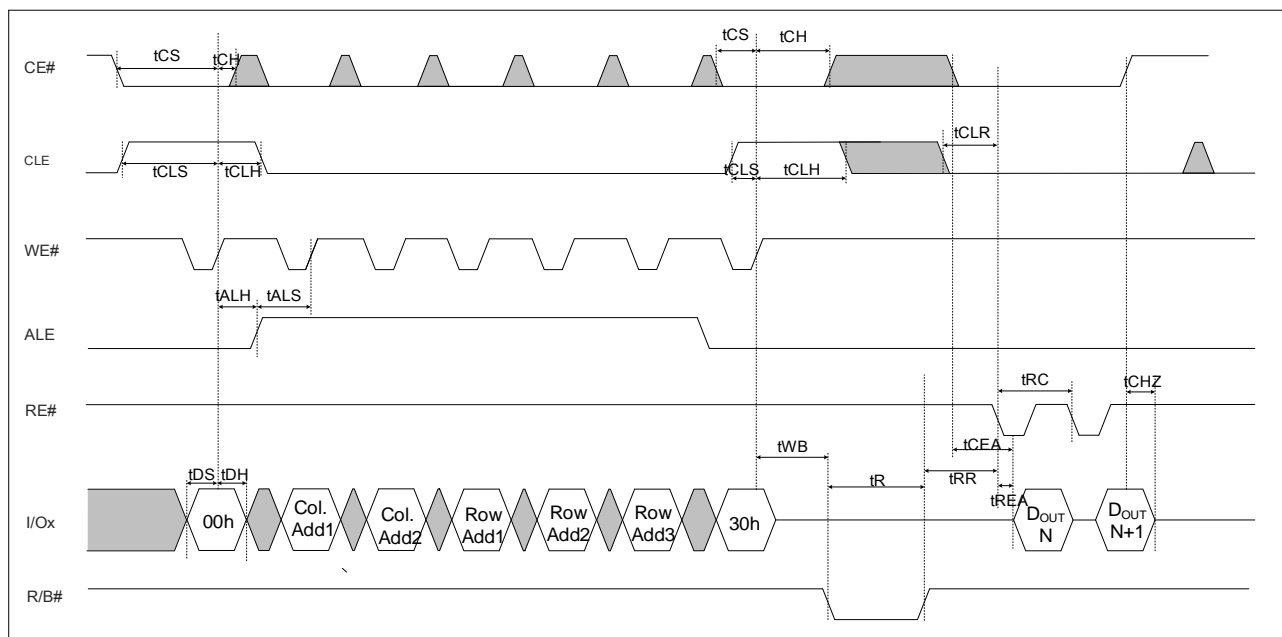 tCS
tCH
tCS
tCH
CE#
tCLR
CLE
tCLS
tCLH
tCLS
tCLH
WE#
tALH
tALS
ALE
tRC
tCHZ
RE#
tCEA
tWB
tDS
tDH
tR
tRR
tREA
I/Ox
00h
Col.
Add1
Col.
Add2
Row
Add1
Row
Add2
Row
Add3
30h
DOUT
N
DOUT
N+1
R/B#